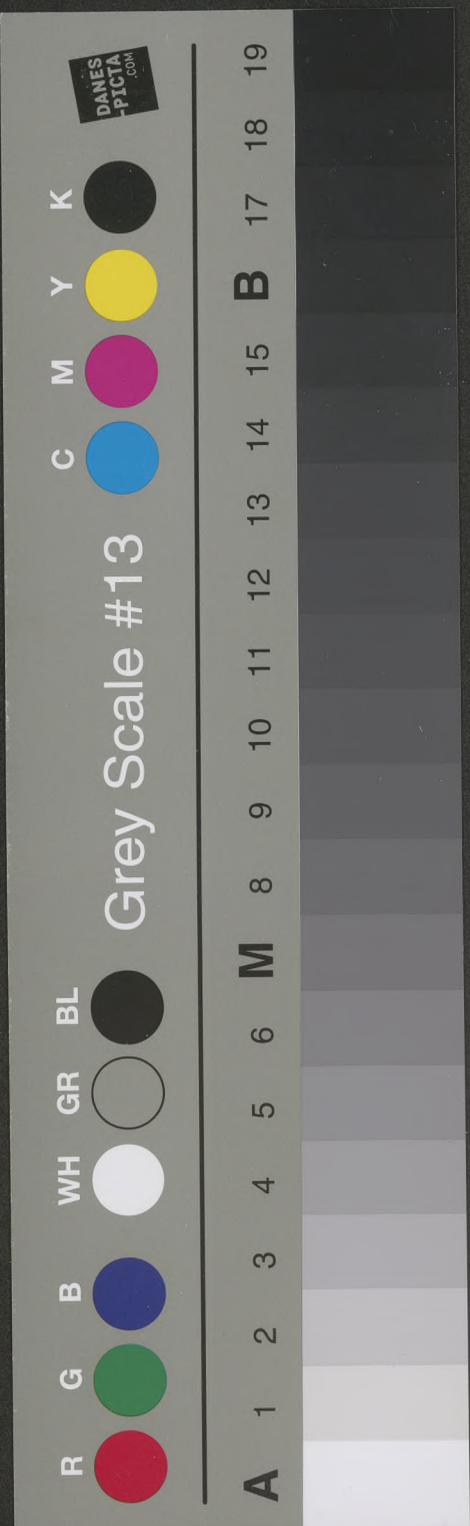 R G B WH GR BL Grey Scale #13 C M Y K
DANES
-PICTA
.COM
A 1 2 3 4 5 6 M 8 9 10 11 12 13 14 15 B 17 18 19